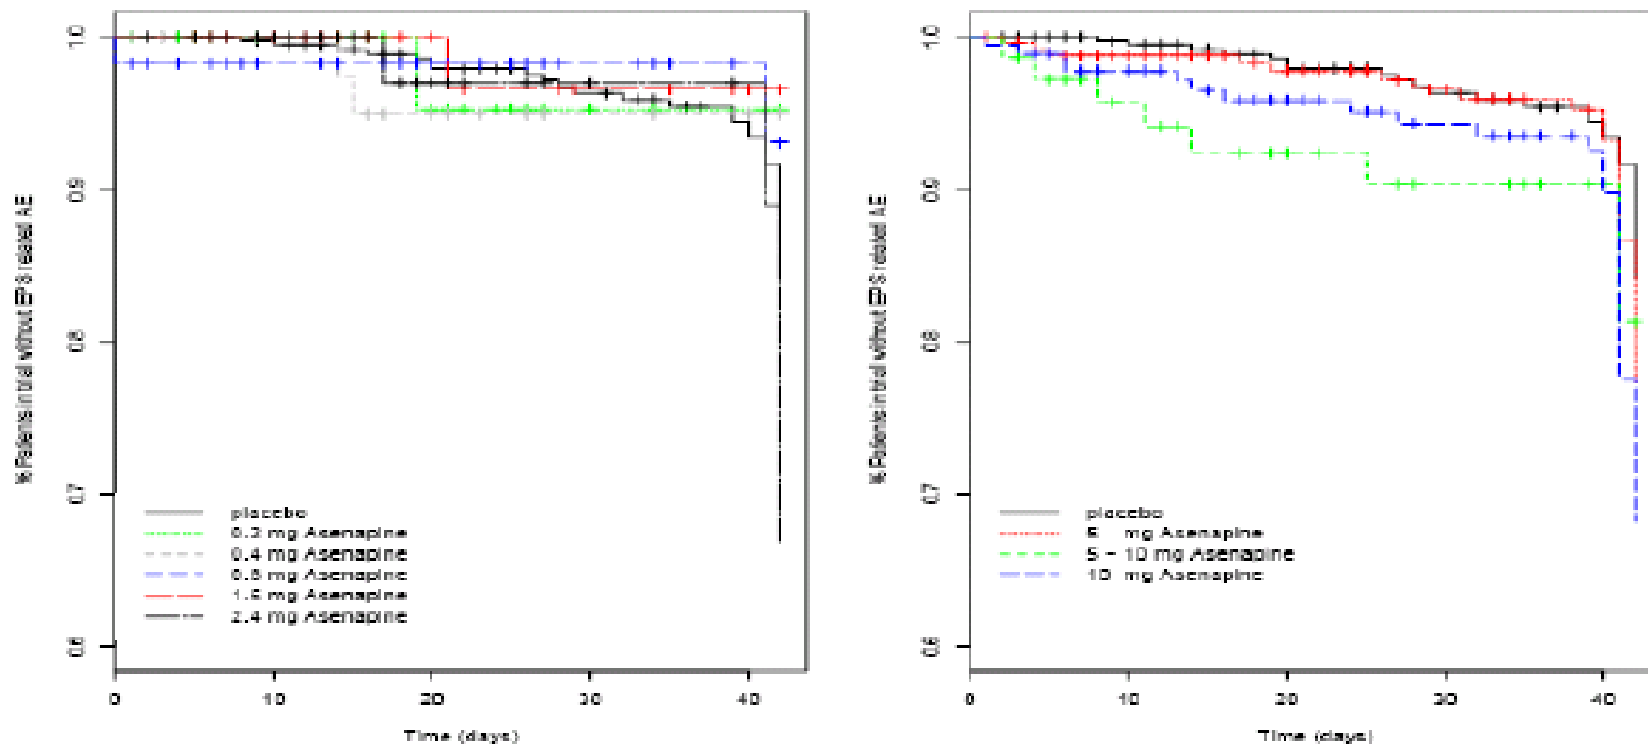 % Patients in trial without EPS related AE
1.0
0.9
0.8
0.7
0.6
placebo
0.2 mg Asenapine
0.4 mg Asenapine
0.8 mg Asenapine
1.6 mg Asenapine
2.4 mg Asenapine
0
10
20
30
40
Time (days)
% Patients in trial without EPS related AE
1.0
0.9
0.8
0.7
0.6
placebo
5 mg Asenapine
5 - 10 mg Asenapine
10 mg Asenapine
0
10
20
30
40
Time (days)